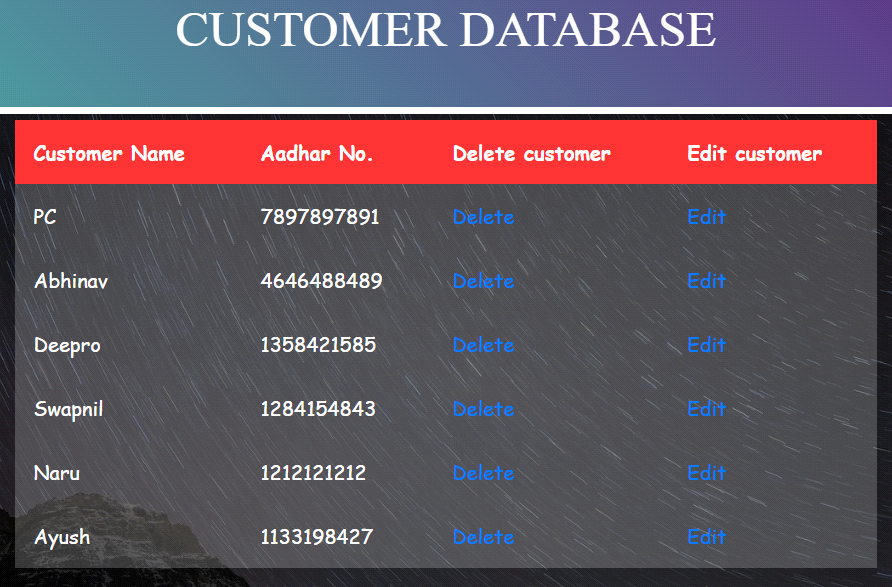 CUSTOMER DATABASE
Customer Name Aadhar No. Delete customer Edit customer
PC 7897897891 Delete Edit
Abhinav 4646488489 Delete Edit
Deepro 1358421585 Delete Edit
Swapnil 1284154843 Delete Edit
Naru 1212121212 Delete Edit
Ayush 1133198427 Delete Edit